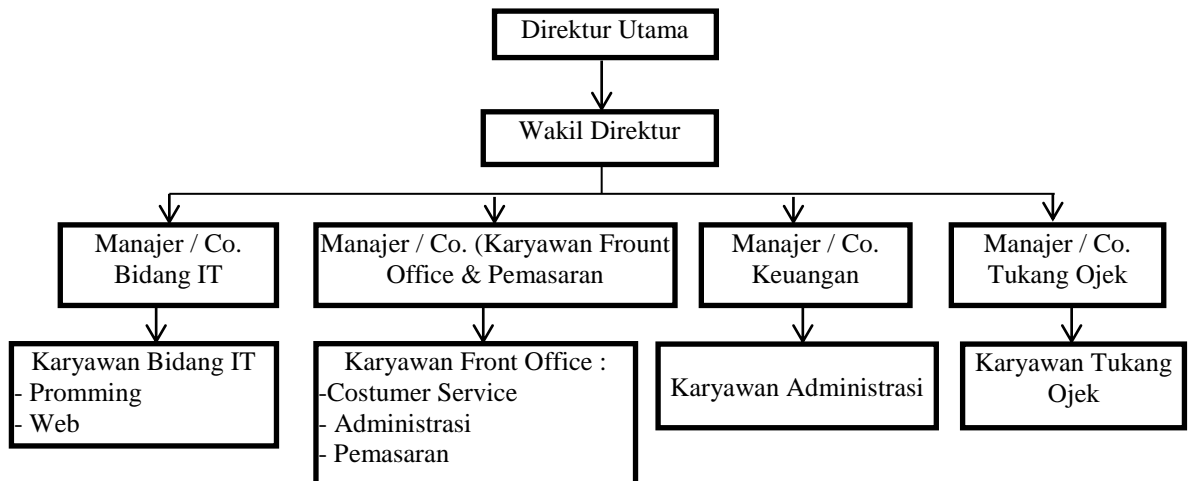 Direktur Utama
Wakil Direktur
Manajer / Co.
Bidang IT
Manajer / Co. (Karyawan Frount
Office & Pemasaran
Manajer / Co.
Keuangan
Manajer / Co.
Tukang Ojek
Karyawan Bidang IT
- Promming
- Web
Karyawan Front Office :
-Costumer Service
- Administrasi
- Pemasaran
Karyawan Administrasi
Karyawan Tukang
Ojek